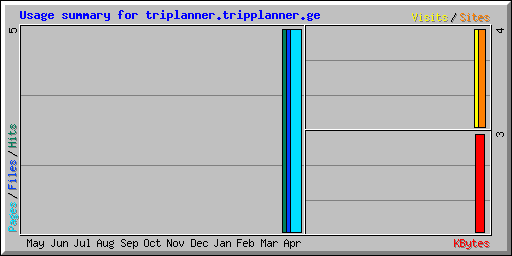 Usage summary for triplanner.tripplanner.ge
Visits / Sites
5
4
3
Pages / Files / Hits
May Jun Jul Aug Sep Oct Nov Dec Jan Feb Mar Apr
KBytes